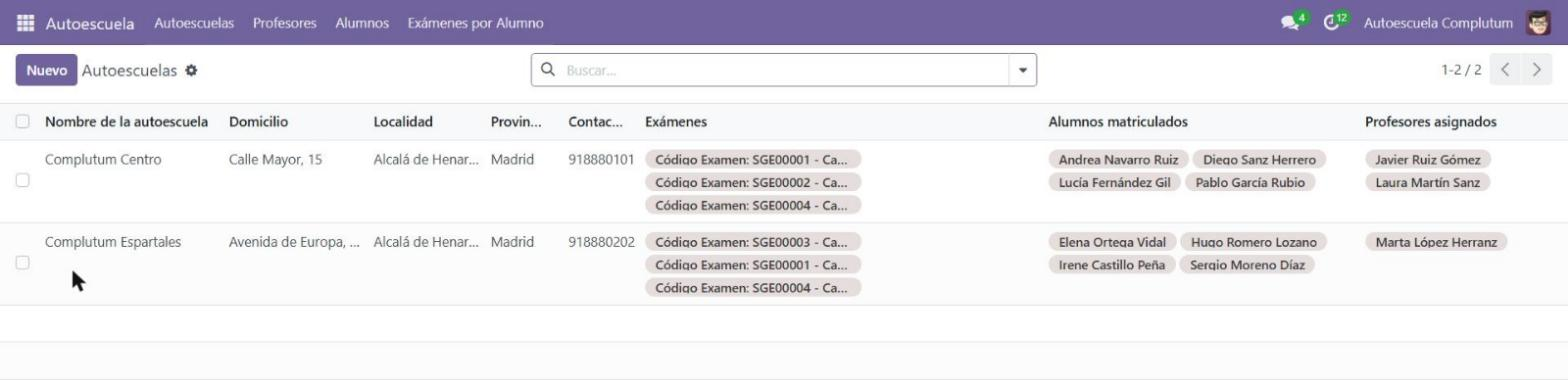 Autoescuela Autoescuelas Profesores Alumnos Exámenes por Alumno 4 12 Autoescuela Complutum
Nuevo Autoescuelas Buscar... 1-2 / 2
Nombre de la autoescuela Domicilio Localidad Provin... Contac... Exámenes Alumnos matriculados Profesores asignados
Complutum Centro Calle Mayor, 15 Alcalá de Henar... Madrid 918880101 Código Examen: SGE00001 - Ca... Andrea Navarro Ruiz Diego Sanz Herrero Javier Ruiz Gómez
Código Examen: SGE00002 - Ca... Lucía Fernández Gil Pablo García Rubio Laura Martín Sanz
Código Examen: SGE00004 - Ca...
Complutum Espartales Avenida de Europa, ... Alcalá de Henar... Madrid 918880202 Código Examen: SGE00003 - Ca... Elena Ortega Vidal Hugo Romero Lozano Marta López Herranz
Código Examen: SGE00001 - Ca... Irene Castillo Peña Sergio Moreno Díaz
Código Examen: SGE00004 - Ca...